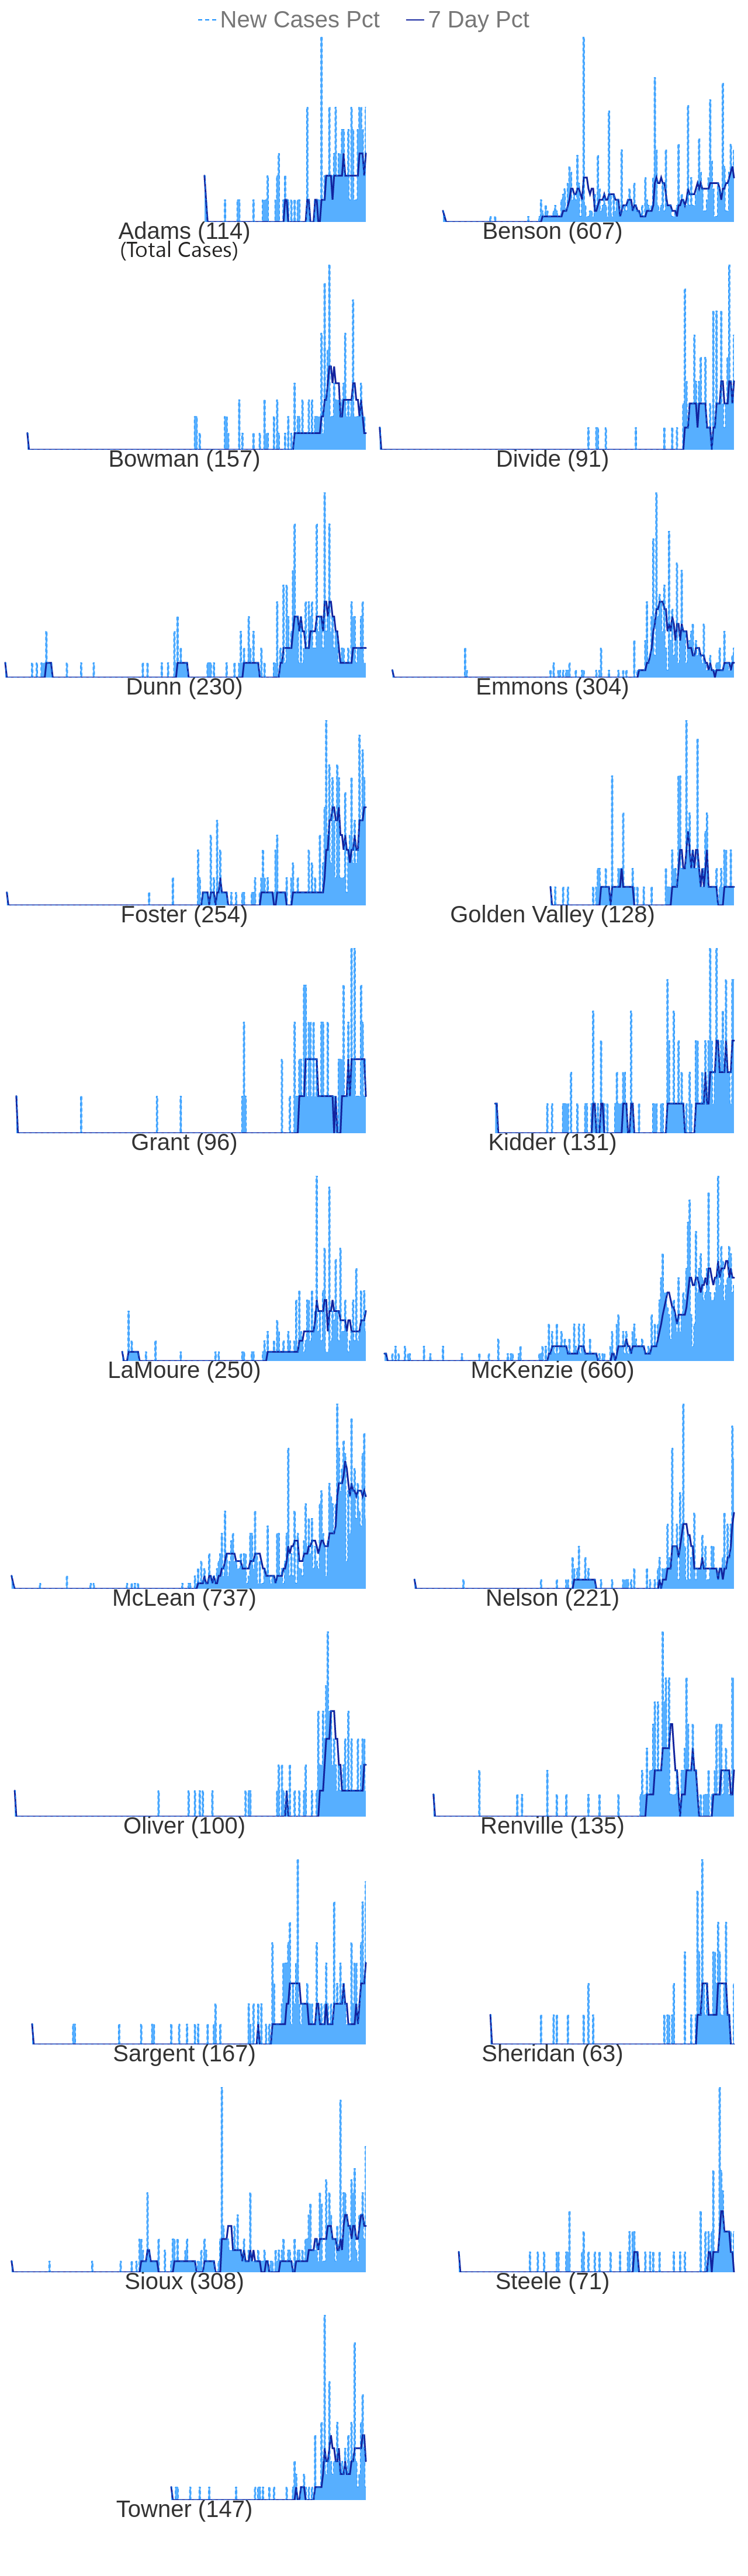 New Cases Pct 7 Day Pct
Adams (114) Benson (607)
(Total Cases)
Bowman (157) Divide (91)
Dunn (230) Emmons (304)
Foster (254) Golden Valley (128)
Grant (96) Kidder (131)
LaMoure (250) McKenzie (660)
McLean (737) Nelson (221)
Oliver (100) Renville (135)
Sargent (167) Sheridan (63)
Sioux (308) Steele (71)
Towner (147)